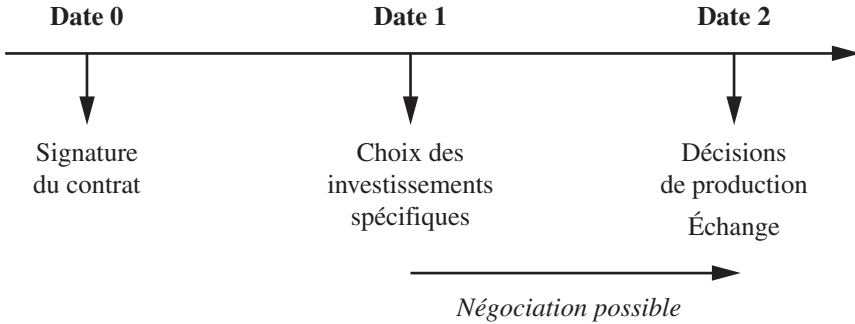 Date 0
Date 1
Date 2
Signature
du contrat
Choix des
investissements
spécifiques
Décisions
de production
Échange
Négociation possible